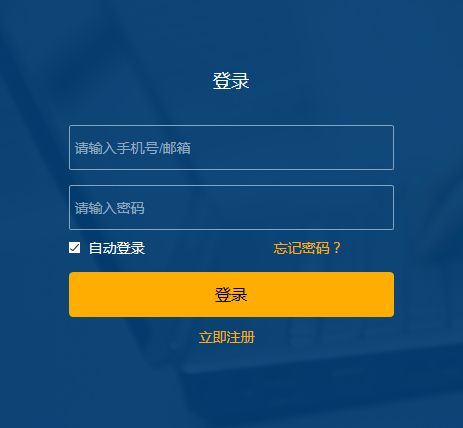 登录
请输入手机号/邮箱
请输入密码
自动登录 忘记密码？
登录
立即注册